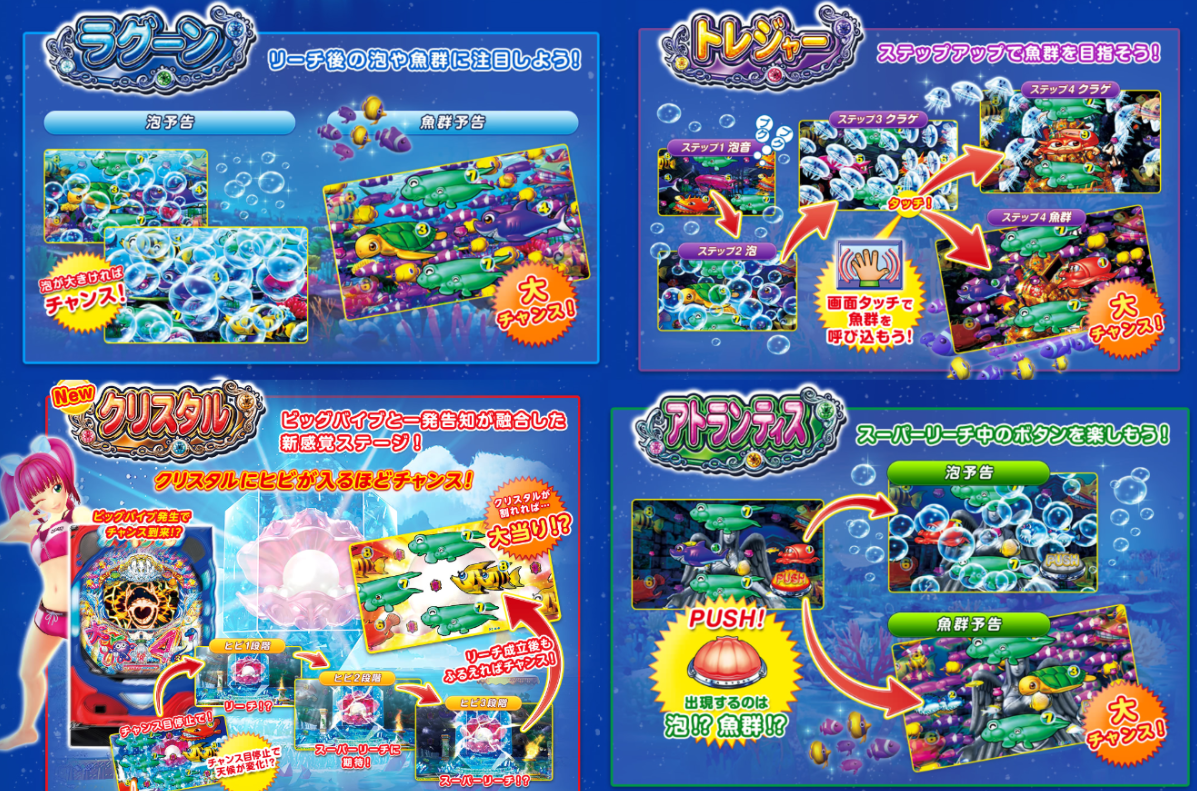 ラグーン
リーチ後の泡や魚群に注目しよう!
泡予告
魚群予告
泡が大きければ
チャンス!
大
チャンス!
トレジャー
ステップアップで魚群を目指そう!
ステップ1 泡音
ブクブク
ステップ2 泡
ステップ3 クラゲ
タッチ!
ステップ4 クラゲ
ステップ4 魚群
画面タッチで
魚群を
呼び込もう!
大
チャンス!
New
クリスタル
ビッグバイブと一発告知が融合した
新感覚ステージ!
クリスタルにヒビが入るほどチャンス!
ビッグバイブ発生で
チャンス到来!?
クリスタルが
割れれば…
大当り!?
ヒビ1段階
リーチ!?
ヒビ2段階
スーパーリーチに
期待!
ヒビ3段階
スーパーリーチ!?
リーチ成立後も
ふるえればチャンス!
チャンス目停止で!
チャンス目停止で
天候が変化!?
アトランティス
スーパーリーチ中のボタンを楽しもう!
泡予告
PUSH
PUSH
PUSH!
出現するのは
泡!? 魚群!?
魚群予告
大
チャンス!